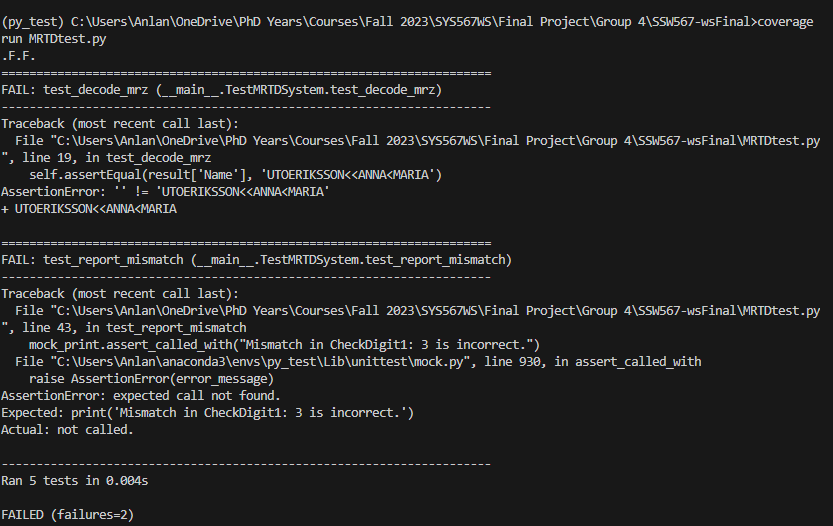 (py_test) C:\Users\Anlan\OneDrive\PhD Years\Courses\Fall 2023\SYS567WS\Final Project\Group 4\SSW567-wsFinal>coverage
run MRTDtest.py
.F.F.
======================================================================
FAIL: test_decode_mrz (__main__.TestMRTDSystem.test_decode_mrz)
----------------------------------------------------------------------
Traceback (most recent call last):
  File "C:\Users\Anlan\OneDrive\PhD Years\Courses\Fall 2023\SYS567WS\Final Project\Group 4\SSW567-wsFinal\MRTDtest.py
", line 19, in test_decode_mrz
    self.assertEqual(result['Name'], 'UTOERIKSSON<<ANNA<MARIA')
AssertionError: '' != 'UTOERIKSSON<<ANNA<MARIA'
+ UTOERIKSSON<<ANNA<MARIA

======================================================================
FAIL: test_report_mismatch (__main__.TestMRTDSystem.test_report_mismatch)
----------------------------------------------------------------------
Traceback (most recent call last):
  File "C:\Users\Anlan\OneDrive\PhD Years\Courses\Fall 2023\SYS567WS\Final Project\Group 4\SSW567-wsFinal\MRTDtest.py
", line 43, in test_report_mismatch
    mock_print.assert_called_with("Mismatch in CheckDigit1: 3 is incorrect.")
  File "C:\Users\Anlan\anaconda3\envs\py_test\Lib\unittest\mock.py", line 930, in assert_called_with
    raise AssertionError(error_message)
AssertionError: expected call not found.
Expected: print('Mismatch in CheckDigit1: 3 is incorrect.')
Actual: not called.

----------------------------------------------------------------------
Ran 5 tests in 0.004s

FAILED (failures=2)